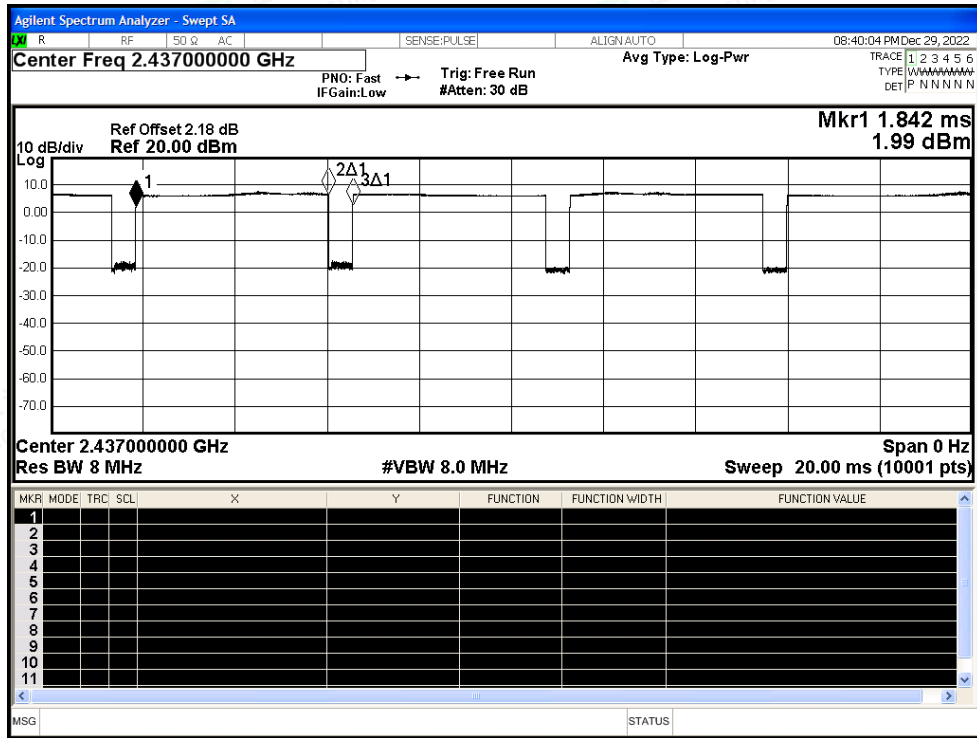 Agilent Spectrum Analyzer - Swept SA
LXI R RF 50 Ω AC SENSE:PULSE ALIGN AUTO 08:40:04 PM Dec 29, 2022
Center Freq 2.437000000 GHz
PNO: Fast
IFGain:Low
Trig: Free Run
#Atten: 30 dB
Avg Type: Log-Pwr
TRACE 1 2 3 4 5 6
TYPE
DET P N N N N N
Mkr1 1.842 ms
1.99 dBm
Ref Offset 2.18 dB
10 dB/div Ref 20.00 dBm
Log
1
2Δ1
3Δ1
10.0
0.00
-10.0
-20.0
-30.0
-40.0
-50.0
-60.0
-70.0
Center 2.437000000 GHz Span 0 Hz
Res BW 8 MHz #VBW 8.0 MHz Sweep 20.00 ms (10001 pts)
MKR MODE TRC SCL X Y FUNCTION FUNCTION WIDTH FUNCTION VALUE
1
2
3
4
5
6
7
8
9
10
11
MSG STATUS